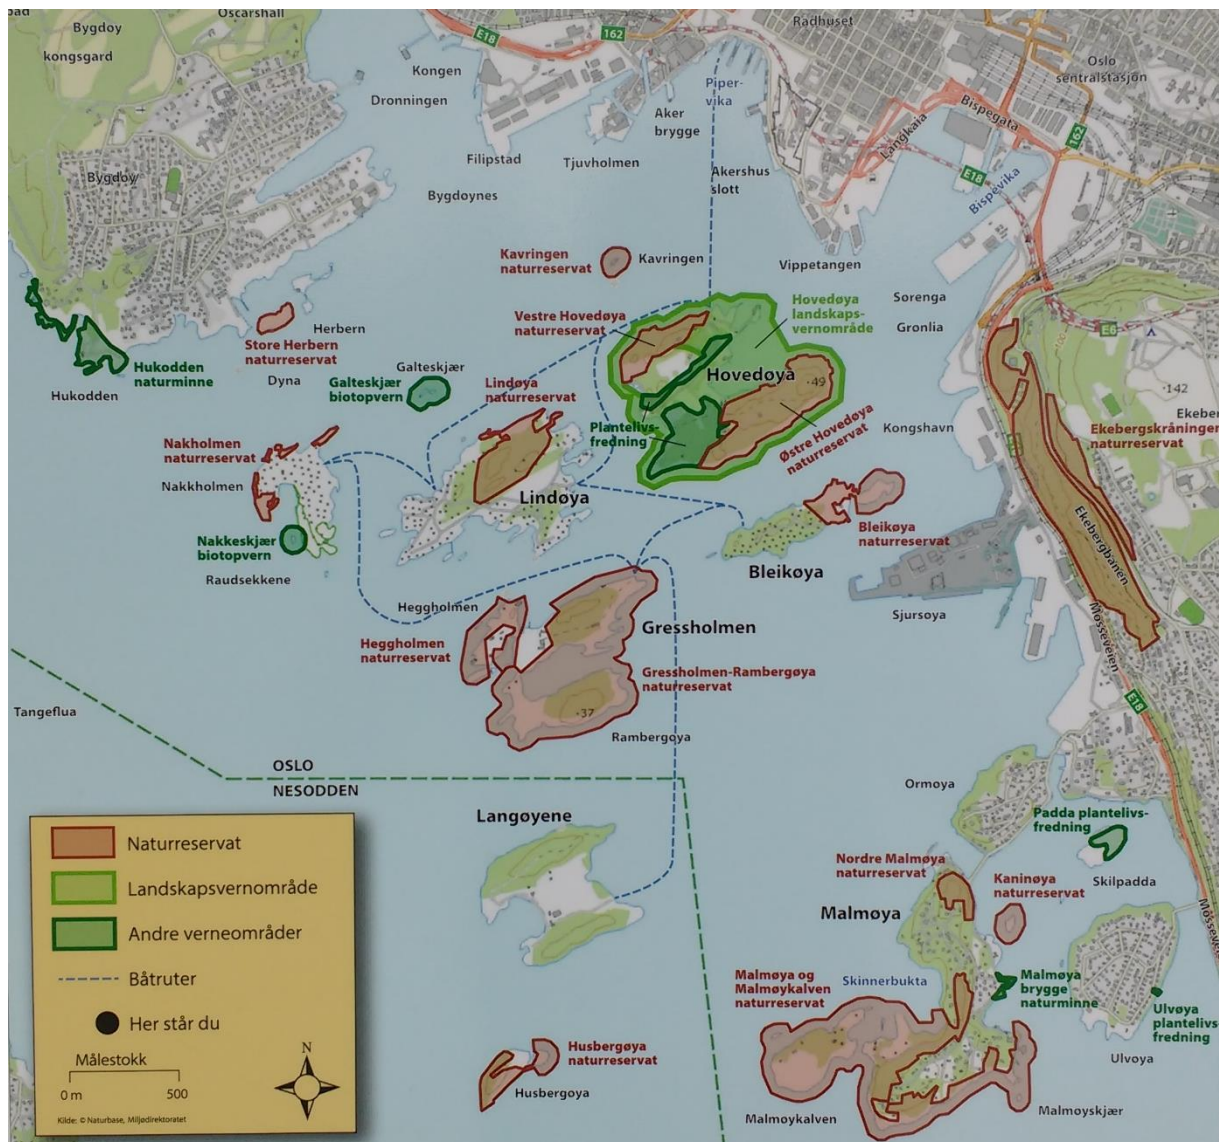 Bygdøy
kongsgard
Oscarshall
E18
162
Rådhuset
Oslo
sentralstasjon
Kongen
Dronningen
Piper-
vika
Aker
brygge
Langkaia
Bispegata
162
Filipstad
Tjuvholmen
Akershus
slott
E18
Bispevika
Bygdøy
Bygdøynes
Kavringen
naturreservat
Kavringen
Vippetangen
Sørenga
Grønlia
E6
Vestre Hovedøya
naturreservat
Hovedøya
landskaps-
vernområde
Herbern
Store Herbern
naturreservat
Hukodden
naturminne
Dyna
Hukodden
Galteskjær
Galteskjær
biotopvern
Lindøya
naturreservat
Hovedøya
49
142
Plantelivs-
fredning
Østre Hovedøya
naturreservat
Kongshavn
Ekebergskråningen
naturreservat
Nakholmen
naturreservat
Nakkholmen
Lindøya
Bleikøya
naturreservat
Ekebergbanen
Nakkeskjær
biotopvern
Raudsekkene
Bleikøya
Sjursøya
Heggholmen
Gressholmen
Heggholmen
naturreservat
Gressholmen-Rambergøya
naturreservat
Mosseveien
E18
37
Tangeflua
Rambergøya
OSLO
NESODDEN
Ormøya
Langøyene
Padda plantelivs-
fredning
Nordre Malmøya
naturreservat
Kaninøya
naturreservat
Skilpadda
Malmøya
Malmøya og
Malmøykalven
naturreservat
Skinnerbukta
Malmøya
brygge
naturminne
Ulvøya
plantelivs
fredning
Ulvøya
Husbergøya
naturreservat
Husbergøya
Malmøykalven
Malmøyskjær
Naturreservat
Landskapsvernområde
Andre verneområder
Båtruter
Her står du
Målestokk
0 m 500
N
Kilde: © Naturbase, Miljødirektoratet